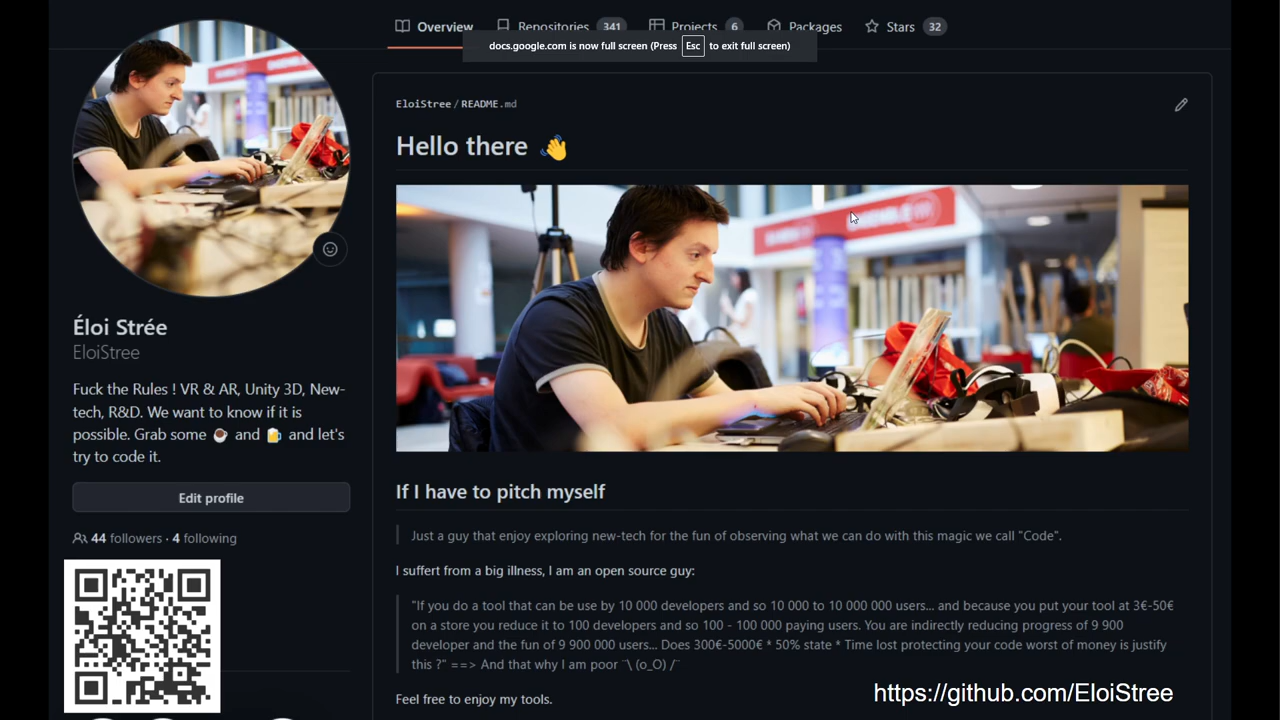 Overview Repositories 341 Projects 6 Packages Stars 32
docs.google.com is now full screen (Press Esc to exit full screen)
EloiStree / README.md
Hello there 👋
Éloi Strée
EloiStree
Fuck the Rules ! VR & AR, Unity 3D, New-
tech, R&D. We want to know if it is
possible. Grab some ☕ and 🍺 and let's
try to code it.
Edit profile
44 followers · 4 following
If I have to pitch myself
Just a guy that enjoy exploring new-tech for the fun of observing what we can do with this magic we call "Code".
I suffert from a big illness, I am an open source guy:
"If you do a tool that can be use by 10 000 developers and so 10 000 to 10 000 000 users... and because you put your tool at 3€-50€
on a store you reduce it to 100 developers and so 100 - 100 000 paying users. You are indirectly reducing progress of 9 900
developer and the fun of 9 900 000 users... Does 300€-5000€ * 50% state * Time lost protecting your code worst of money is justify
this ?" ==> And that why I am poor ¨\ (o_O) /¨
Feel free to enjoy my tools.
https://github.com/EloiStree